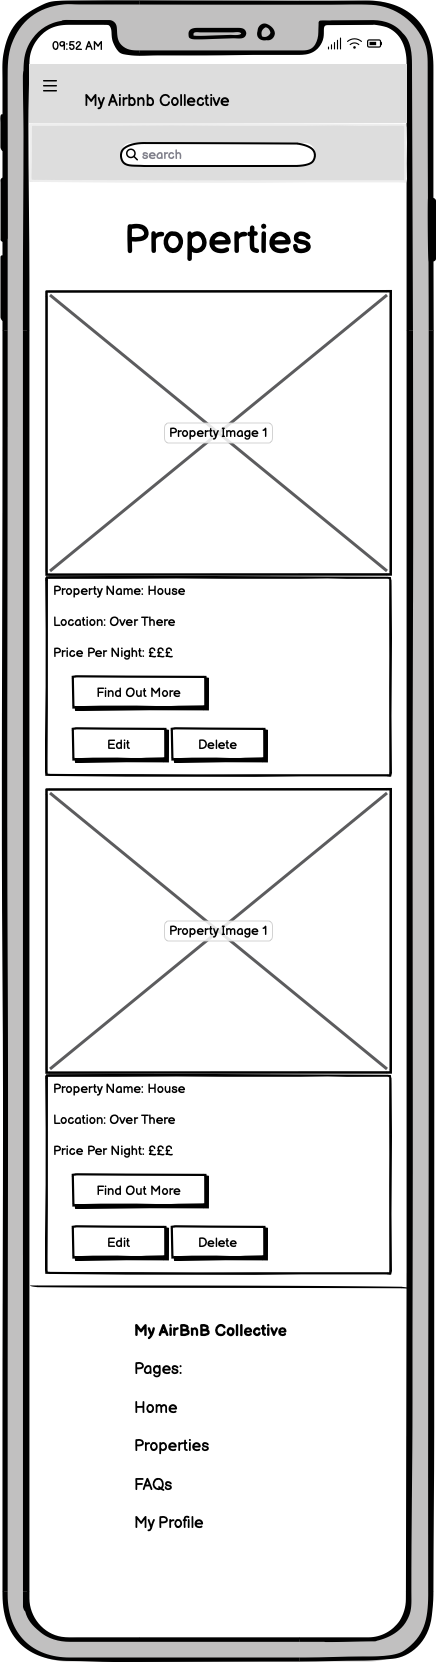 09:52 AM
My Airbnb Collective
search
Properties
Property Image 1
Property Name: House
Location: Over There
Price Per Night: £££
Find Out More
Edit Delete
Property Image 1
Property Name: House
Location: Over There
Price Per Night: £££
Find Out More
Edit Delete
My AirBnB Collective
Pages:
Home
Properties
FAQs
My Profile